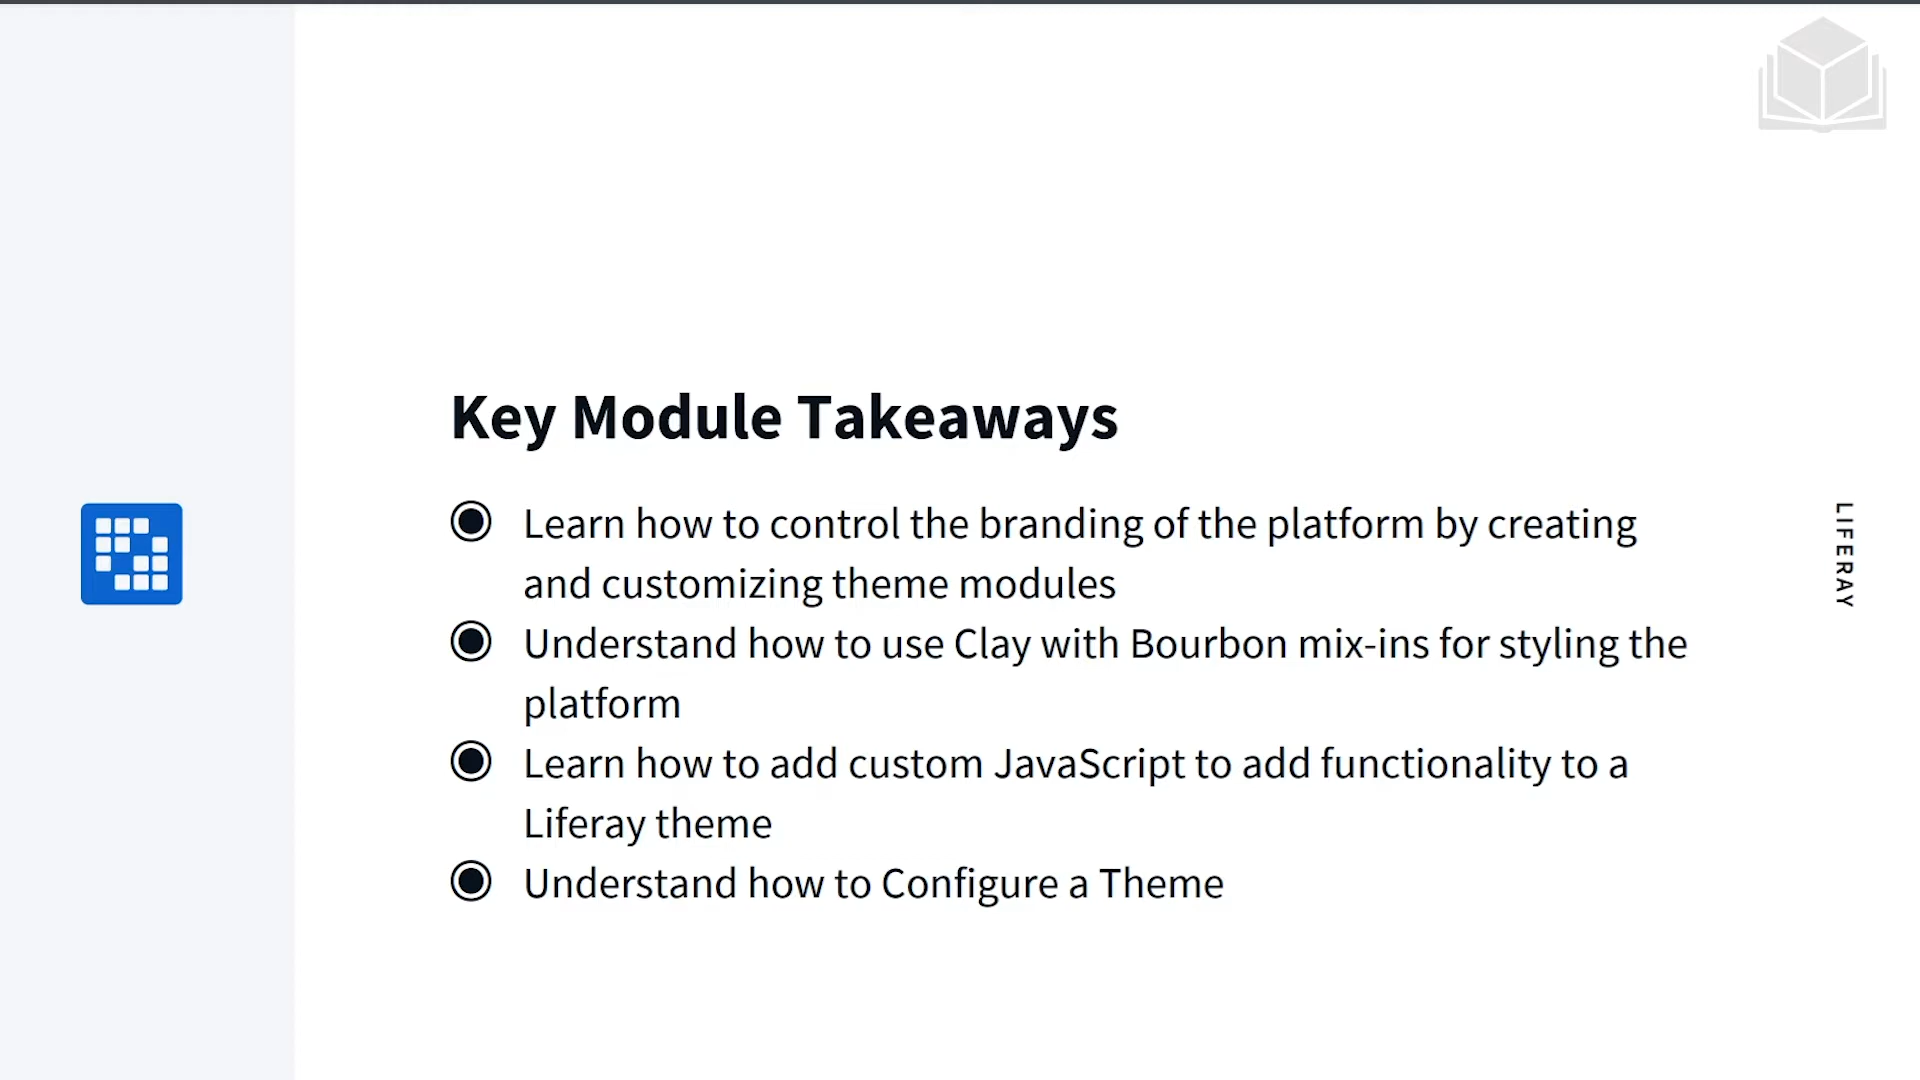 Key Module Takeaways
Learn how to control the branding of the platform by creating
and customizing theme modules
Understand how to use Clay with Bourbon mix-ins for styling the
platform
Learn how to add custom JavaScript to add functionality to a
Liferay theme
Understand how to Configure a Theme
LIFERAY